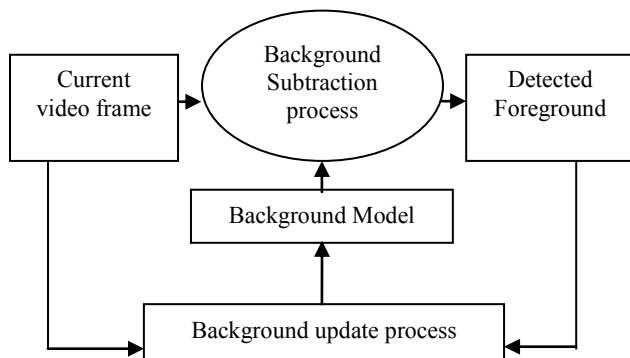 Current
video frame
Background
Subtraction
process
Detected
Foreground
Background Model
Background update process